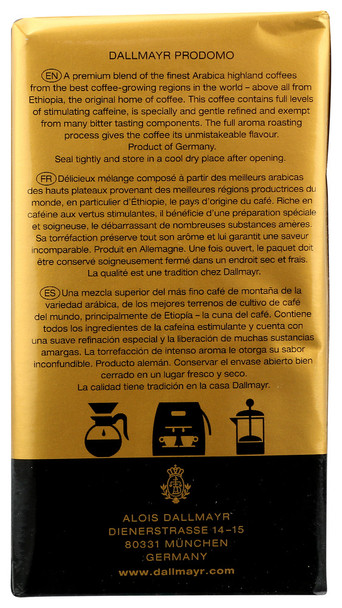 DALLMAYR PRODOMO
EN A premium blend of the finest Arabica highland coffees
from the best coffee-growing regions in the world – above all from
Ethiopia, the original home of coffee. This coffee contains full levels
of stimulating caffeine, is specially and gentle refined and exempt
from many bitter tasting components. The full aroma roasting
process gives the coffee its unmistakeable flavour.
Product of Germany.
Seal tightly and store in a cool dry place after opening.
FR Délicieux mélange composé à partir des meilleurs arabicas
des hauts plateaux provenant des meilleures régions productrices du
monde, en particulier d'Éthiopie, le pays d'origine du café. Riche en
caféine aux vertus stimulantes, il bénéficie d'une préparation spéciale
et soigneuse, le débarrassant de nombreuses substances amères.
Sa torréfaction préserve tout son arôme et lui garantit une saveur
incomparable. Produit en Allemagne. Une fois ouvert, le paquet doit
être conservé soigneusement fermé dans un endroit sec et frais.
La qualité est une tradition chez Dallmayr.
ES Una mezcla superior del más fino café de montaña de la
variedad arábica, de los mejores terrenos de cultivo de café
del mundo, principalmente de Etiopía – la cuna del café. Contiene
todos los ingredientes de la cafeina estimulante y cuenta con
una suave refinación especial y la liberación de muchas sustancias
amargas. La torrefacción de intenso aroma le otorga su sabor
inconfundible. Producto alemán. Conservar el envase abierto bien
cerrado en un lugar fresco y seco.
La calidad tiene tradición en la casa Dallmayr.
ALOIS DALLMAYR
DIENERSTRASSE 14–15
80331 MÜNCHEN
GERMANY
www.dallmayr.com